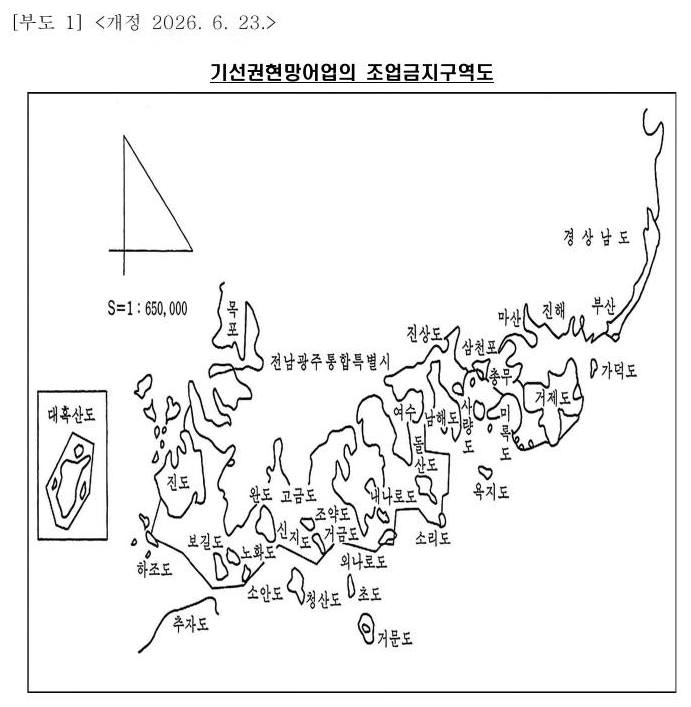 [부도 1] <개정 2026. 6. 23.>
기선권현망어업의 조업금지구역도
경 상 남 도
S=1:650,000
목포
마산
진해
부산
진상도
삼천포
전남광주통합특별시
충무
가덕도
대흑산도
여수
남해도
사량도
미륵도
거제도
돌산도
진도
완도
고금도
내나로도
욕지도
조약도
신지도
거금도
소리도
보길도
노화도
외나로도
하조도
소안도
청산도
초도
추자도
거문도